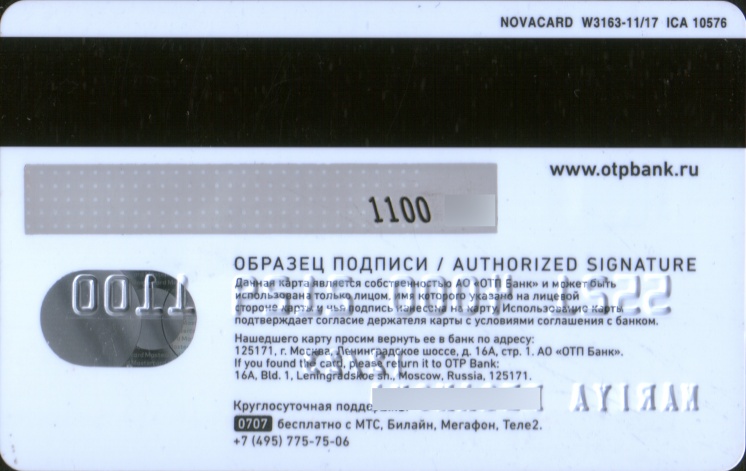 NOVACARD W3163-11/17 ICA 10576
www.otpbank.ru
1100
ОБРАЗЕЦ ПОДПИСИ / AUTHORIZED SIGNATURE
Данная карта является собственностью АО «ОТП Банк» и может быть
использована только лицом, имя которого указано на лицевой
стороне карты и чья подпись нанесена на карту Использование карты
подтверждает согласие держателя карты с условиями соглашения с банком.
Нашедшего карту просим вернуть ее в банк по адресу:
125171, г. Москва, Ленинградское шоссе, д. 16А, стр. 1. АО «ОТП Банк».
If you found the card, please return it to OTP Bank:
16A, Bld. 1, Leningradskoe sh., Moscow, Russia, 125171.
Круглосуточная
0707 бесплатно с МТС, Билайн, Мегафон, Теле2.
+7 (495) 775-75-06